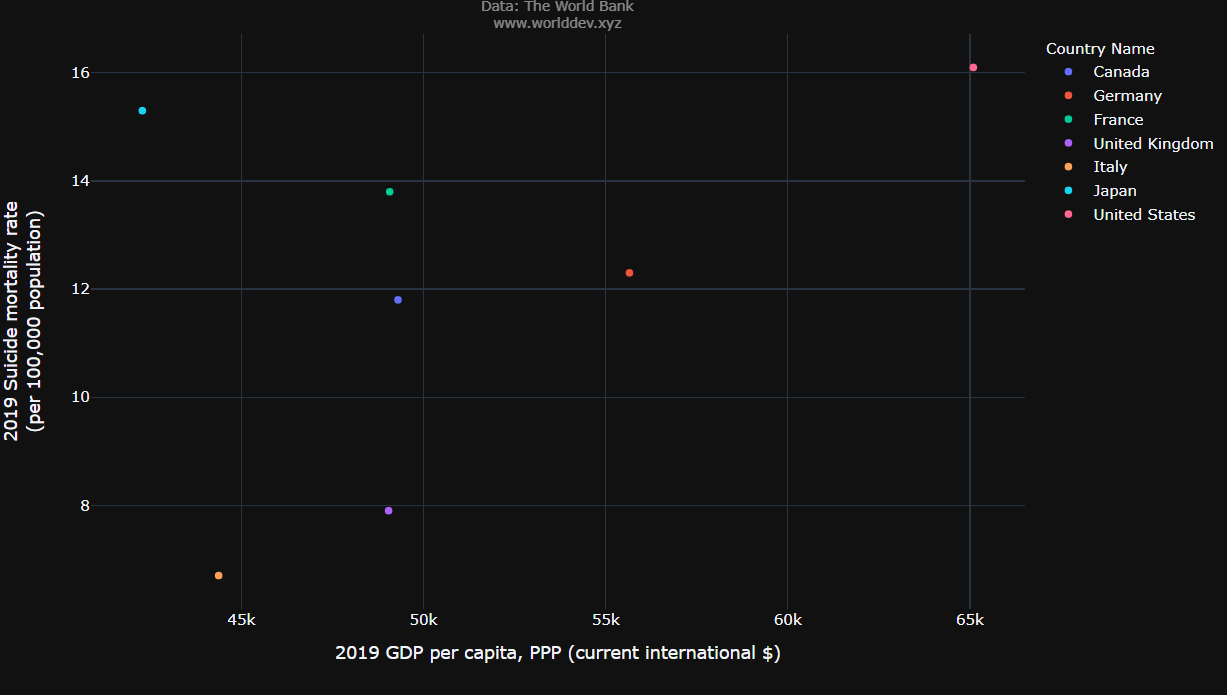 Data: The World Bank
www.worlddev.xyz
Country Name
Canada
Germany
France
United Kingdom
Italy
Japan
United States
16
14
12
10
8
2019 Suicide mortality rate
(per 100,000 population)
45k
50k
55k
60k
65k
2019 GDP per capita, PPP (current international $)